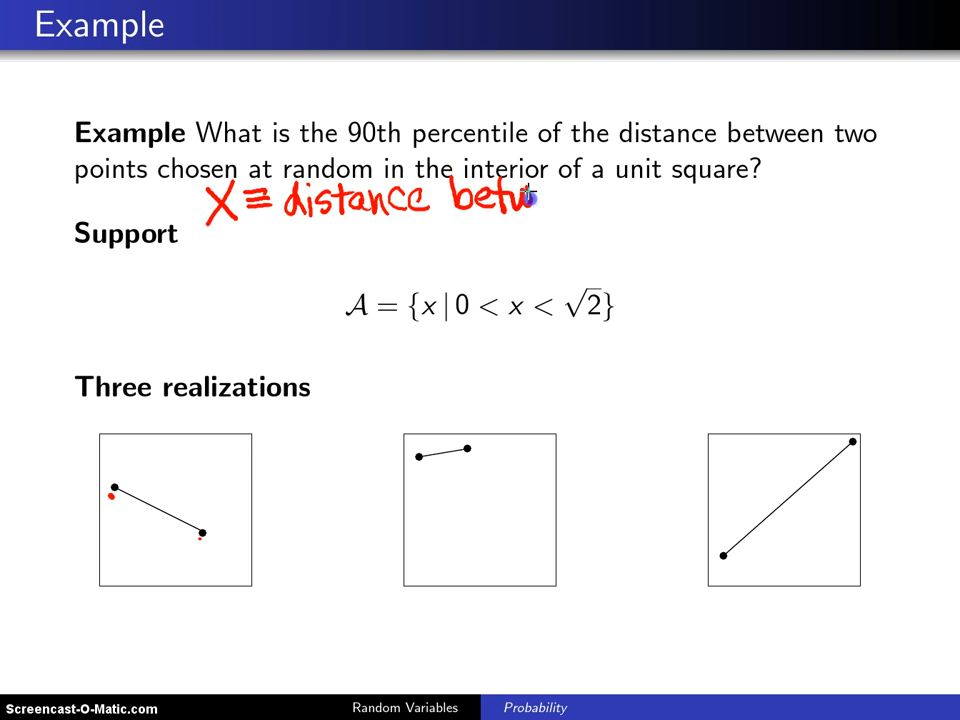 Example
Example What is the 90th percentile of the distance between two
points chosen at random in the interior of a unit square?
X ≡ distance betw
Support
𝒜 = {x | 0 < x < √2}
Three realizations
Screencast-O-Matic.com
Random Variables
Probability